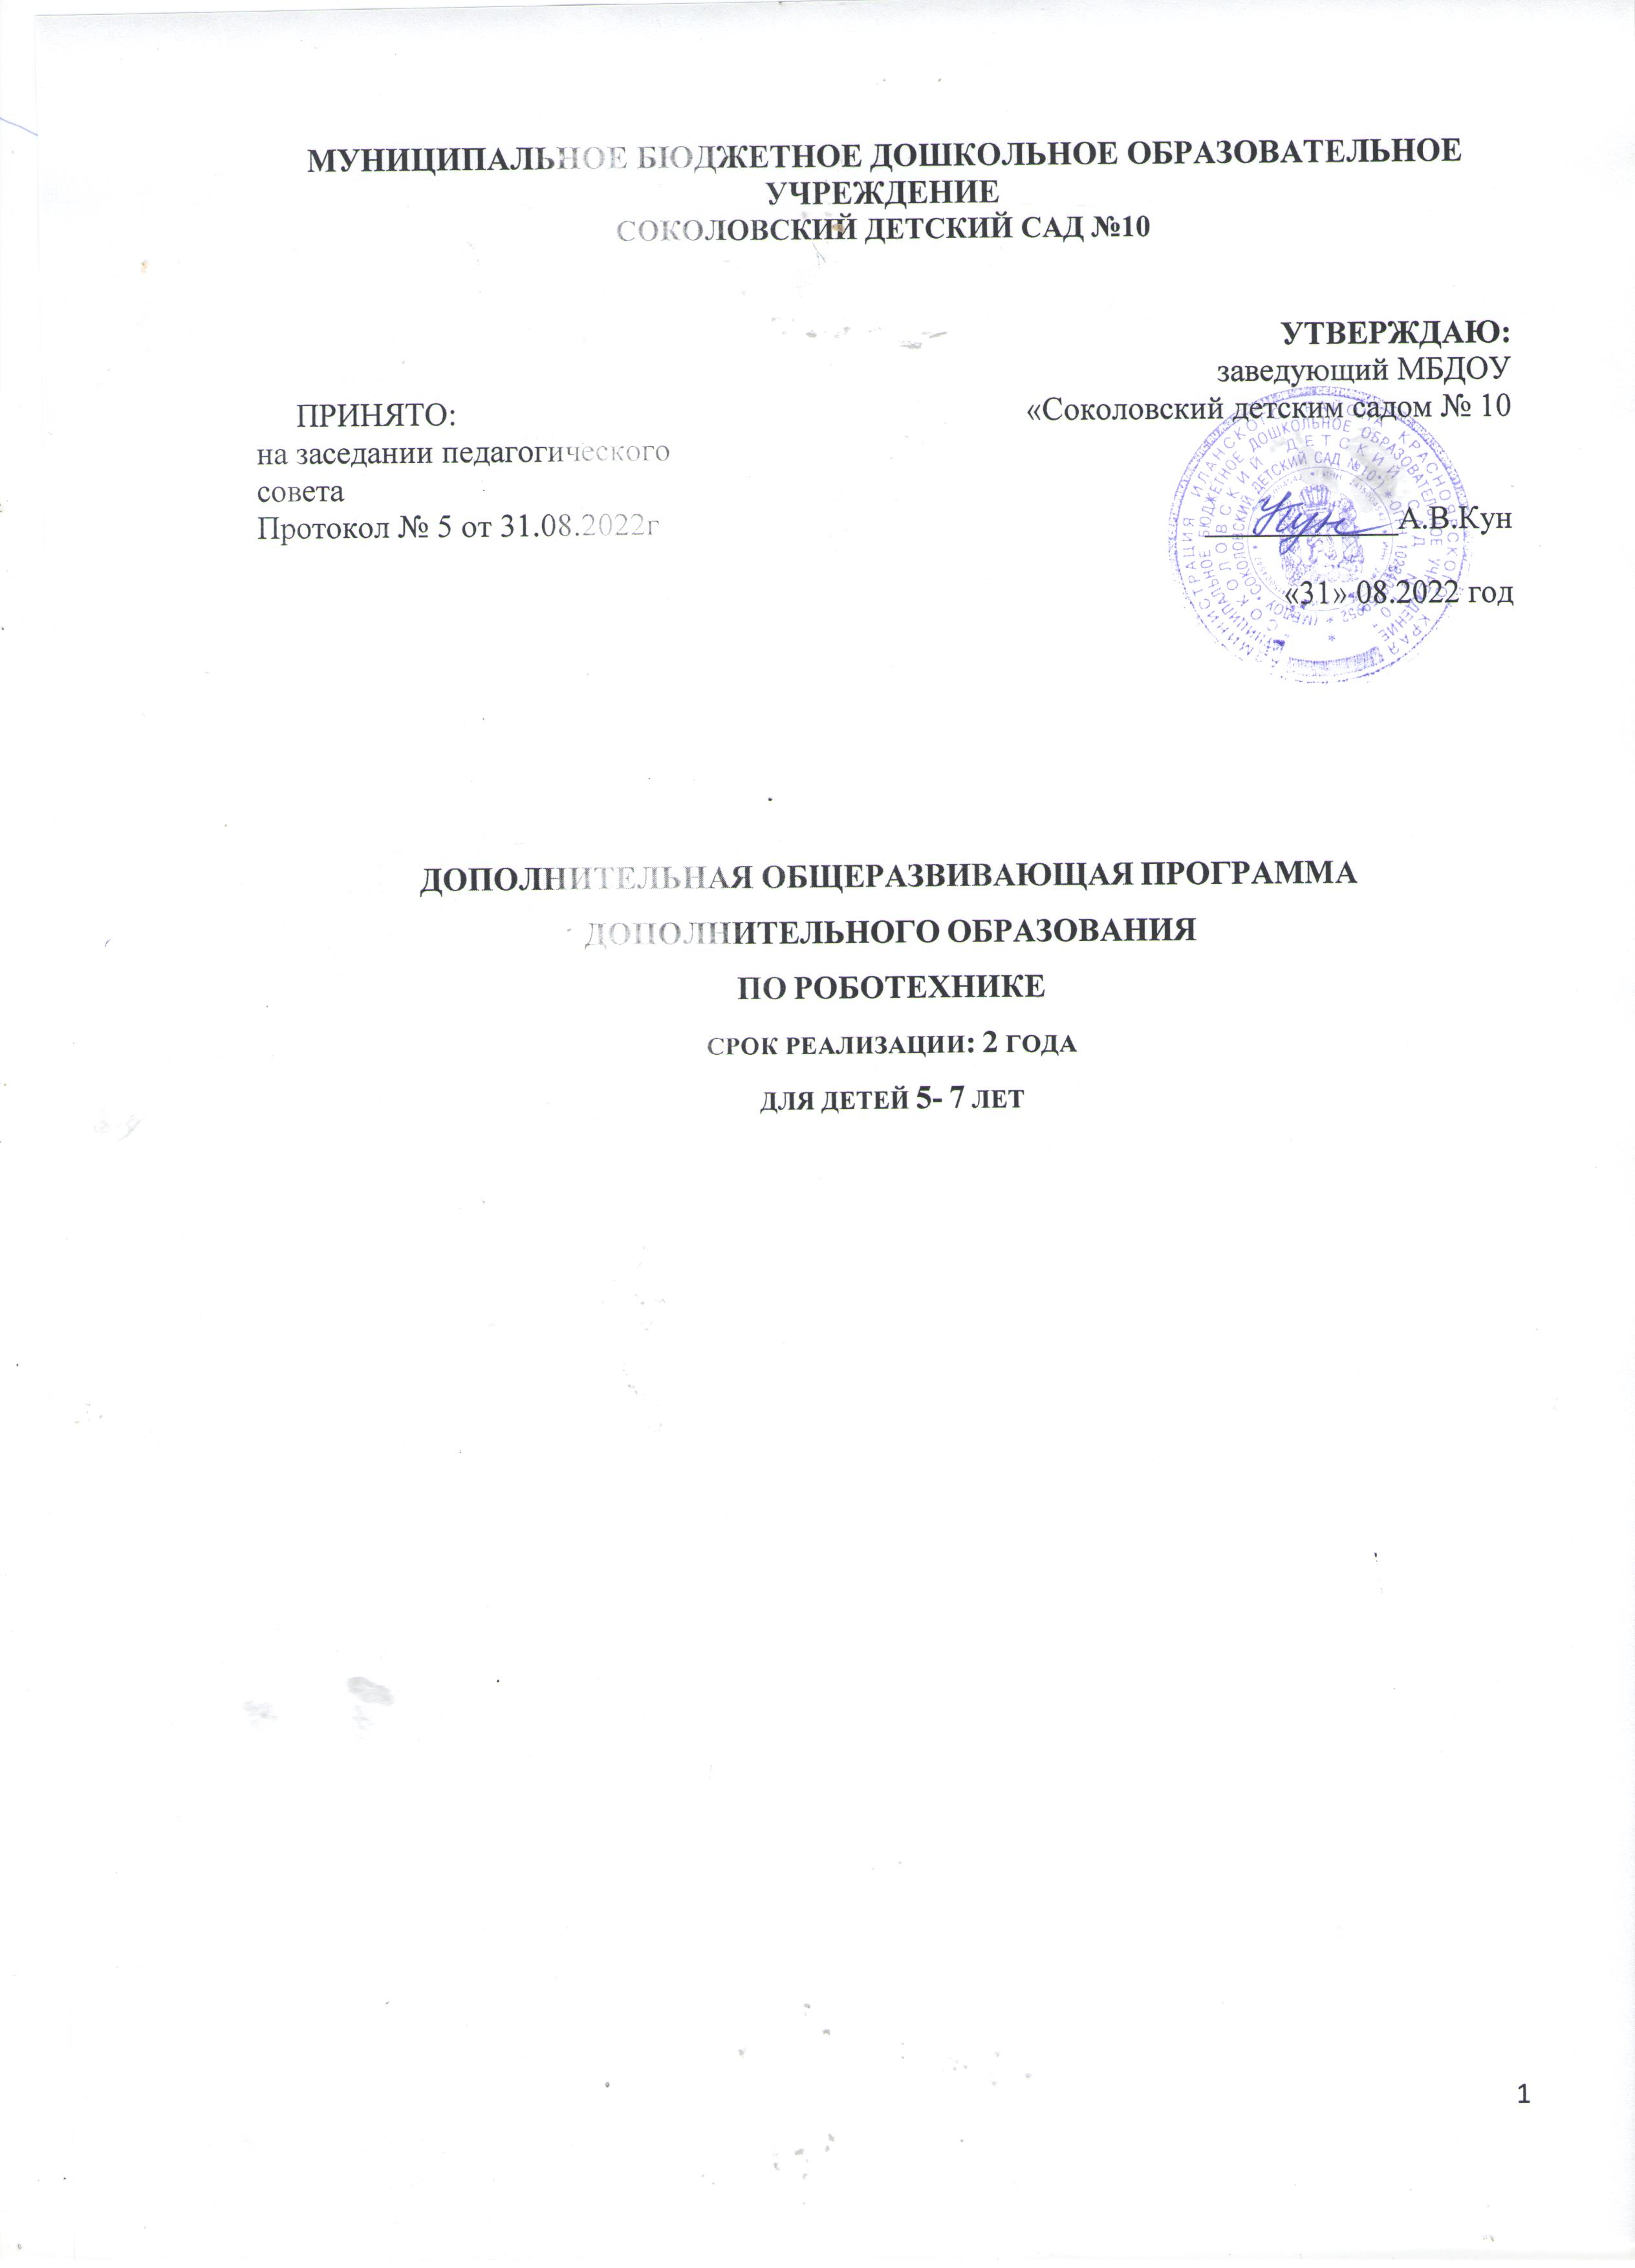 МУНИЦИПАЛЬНОЕ БЮДЖЕТНОЕ ДОШКОЛЬНОЕ ОБРАЗОВАТЕЛЬНОЕ
УЧРЕЖДЕНИЕ
СОКОЛОВСКИЙ ДЕТСКИЙ САД №10
УТВЕРЖДАЮ:
заведующий МБДОУ
«Соколовский детским садом № 10
ПРИНЯТО:
на заседании педагогического
совета
Протокол № 5 от 31.08.2022г
А.В.Кун
«31» 08.2022 год
ДОПОЛНИТЕЛЬНАЯ ОБЩЕРАЗВИВАЮЩАЯ ПРОГРАММА
ДОПОЛНИТЕЛЬНОГО ОБРАЗОВАНИЯ
ПО РОБОТЕХНИКЕ
СРОК РЕАЛИЗАЦИИ: 2 ГОДА
ДЛЯ ДЕТЕЙ 5- 7 ЛЕТ
1